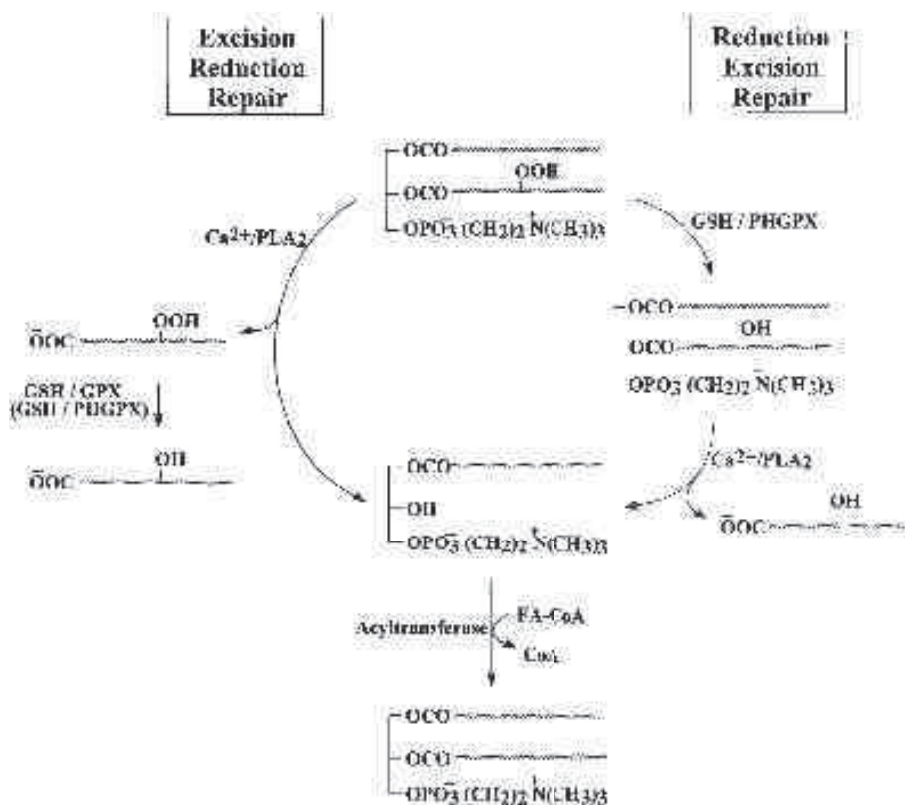 Excision
Reduction
Repair
Reduction
Excision
Repair
OCO
OOH
OCO
OPO₃⁻(CH₂)₂ N⁺(CH₃)₃
Ca²⁺/PLA₂
GSH / PHGPX
OCO
OH
OCO
OPO₃ (CH₂)₂ N(CH₃)₃
OOH
⁻OOC
GSH / GPX
(GSH / PHGPX)
OH
⁻OOC
Ca²⁺/PLA₂
OH
⁻OOC
OCO
OH
OPO₃⁻(CH₂)₂ N⁺(CH₃)₃
Acyltransferase
FA-CoA
CoA
OCO
OCO
OPO₃⁻(CH₂)₂ N⁺(CH₃)₃